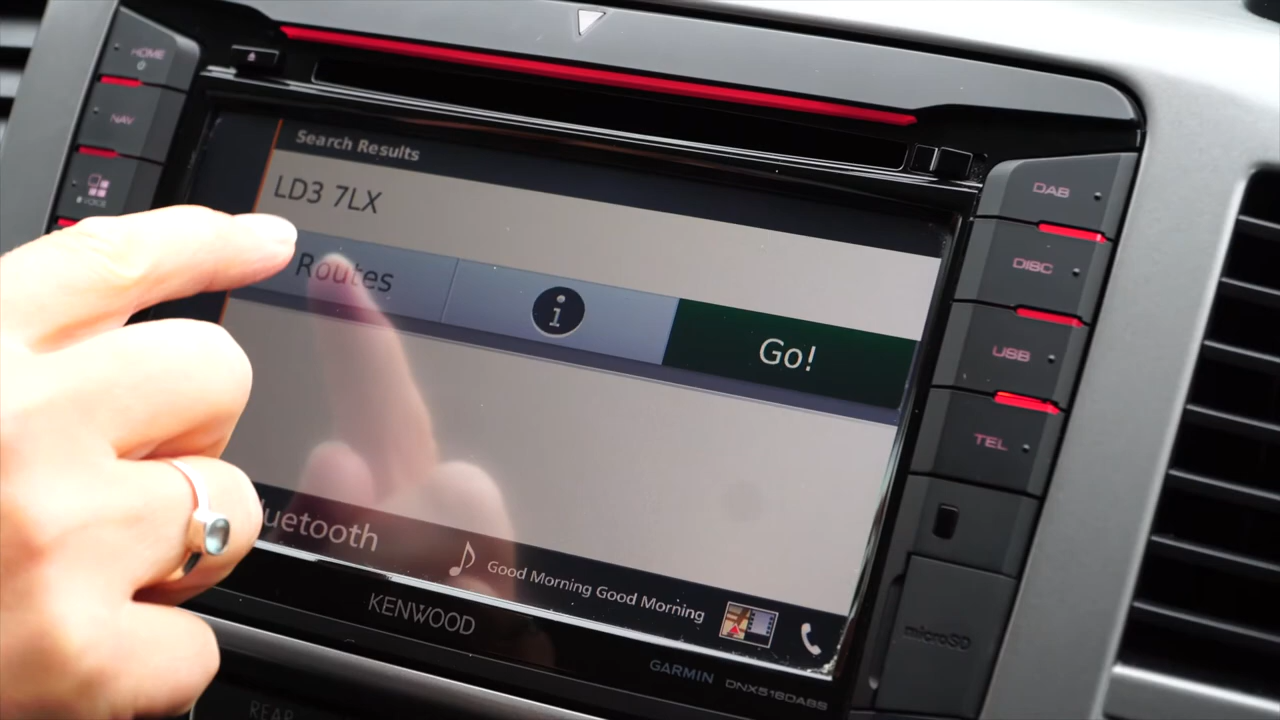 HOME
NAV
VOICE
Search Results
LD3 7LX
Routes
i
Go!
uetooth
Good Morning Good Morning
KENWOOD
GARMIN
DNX516DABS
DAB
DISC
USB
TEL
microSD
REAR